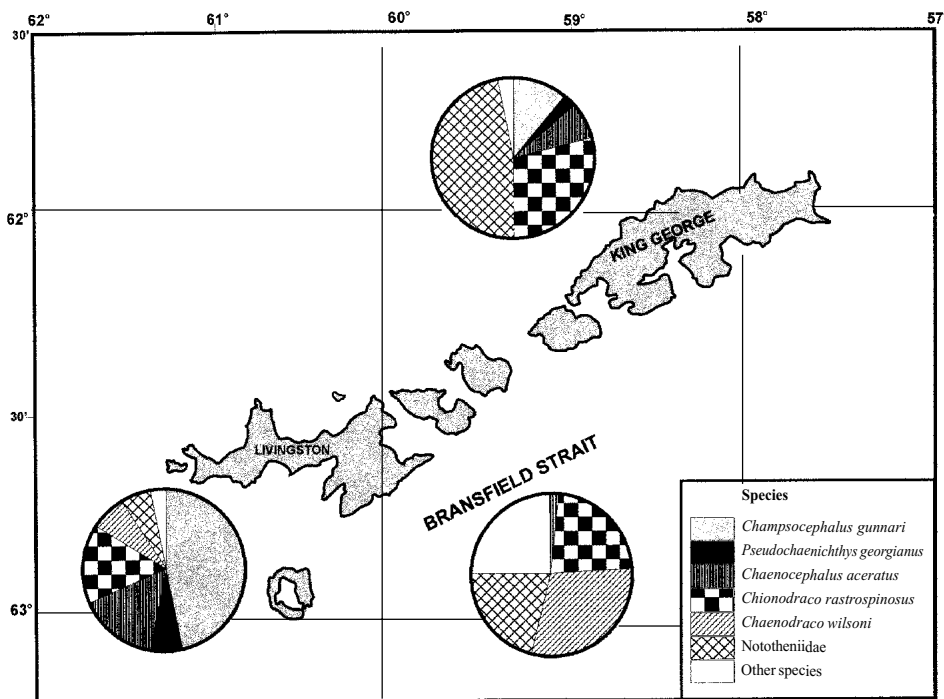 62° 61° 60° 59° 58° 57
30'
62°
KING GEORGE
30'
LIVINGSTON
BRANSFIELD STRAIT
63°
Species
Champsocephalus gunnari
Pseudochaenichthys georgianus
Chaenocephalus aceratus
Chionodraco rastrospinosus
Chaenodraco wilsoni
Nototheniidae
Other species